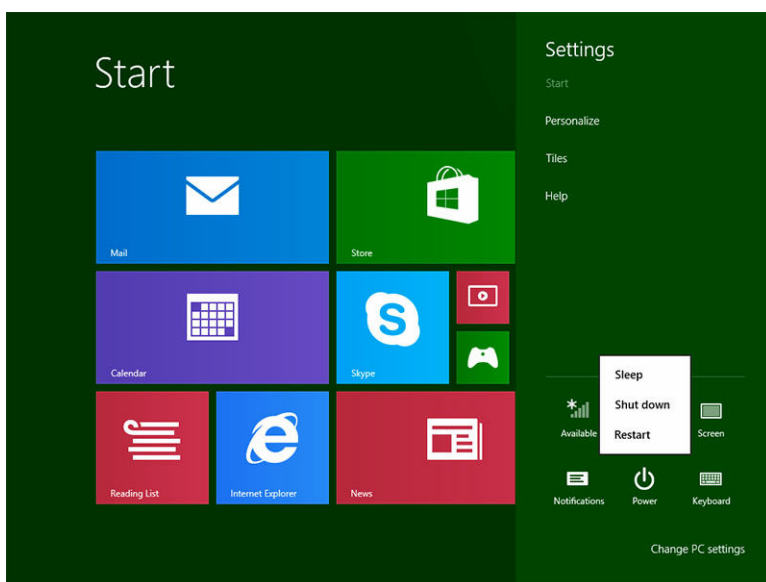 Start
Mail
Store
Calendar
Skype
Reading List
Internet Explorer
News
Settings
Start
Personalize
Tiles
Help
Sleep
Shut down
Restart
Available
Screen
Notifications
Power
Keyboard
Change PC settings